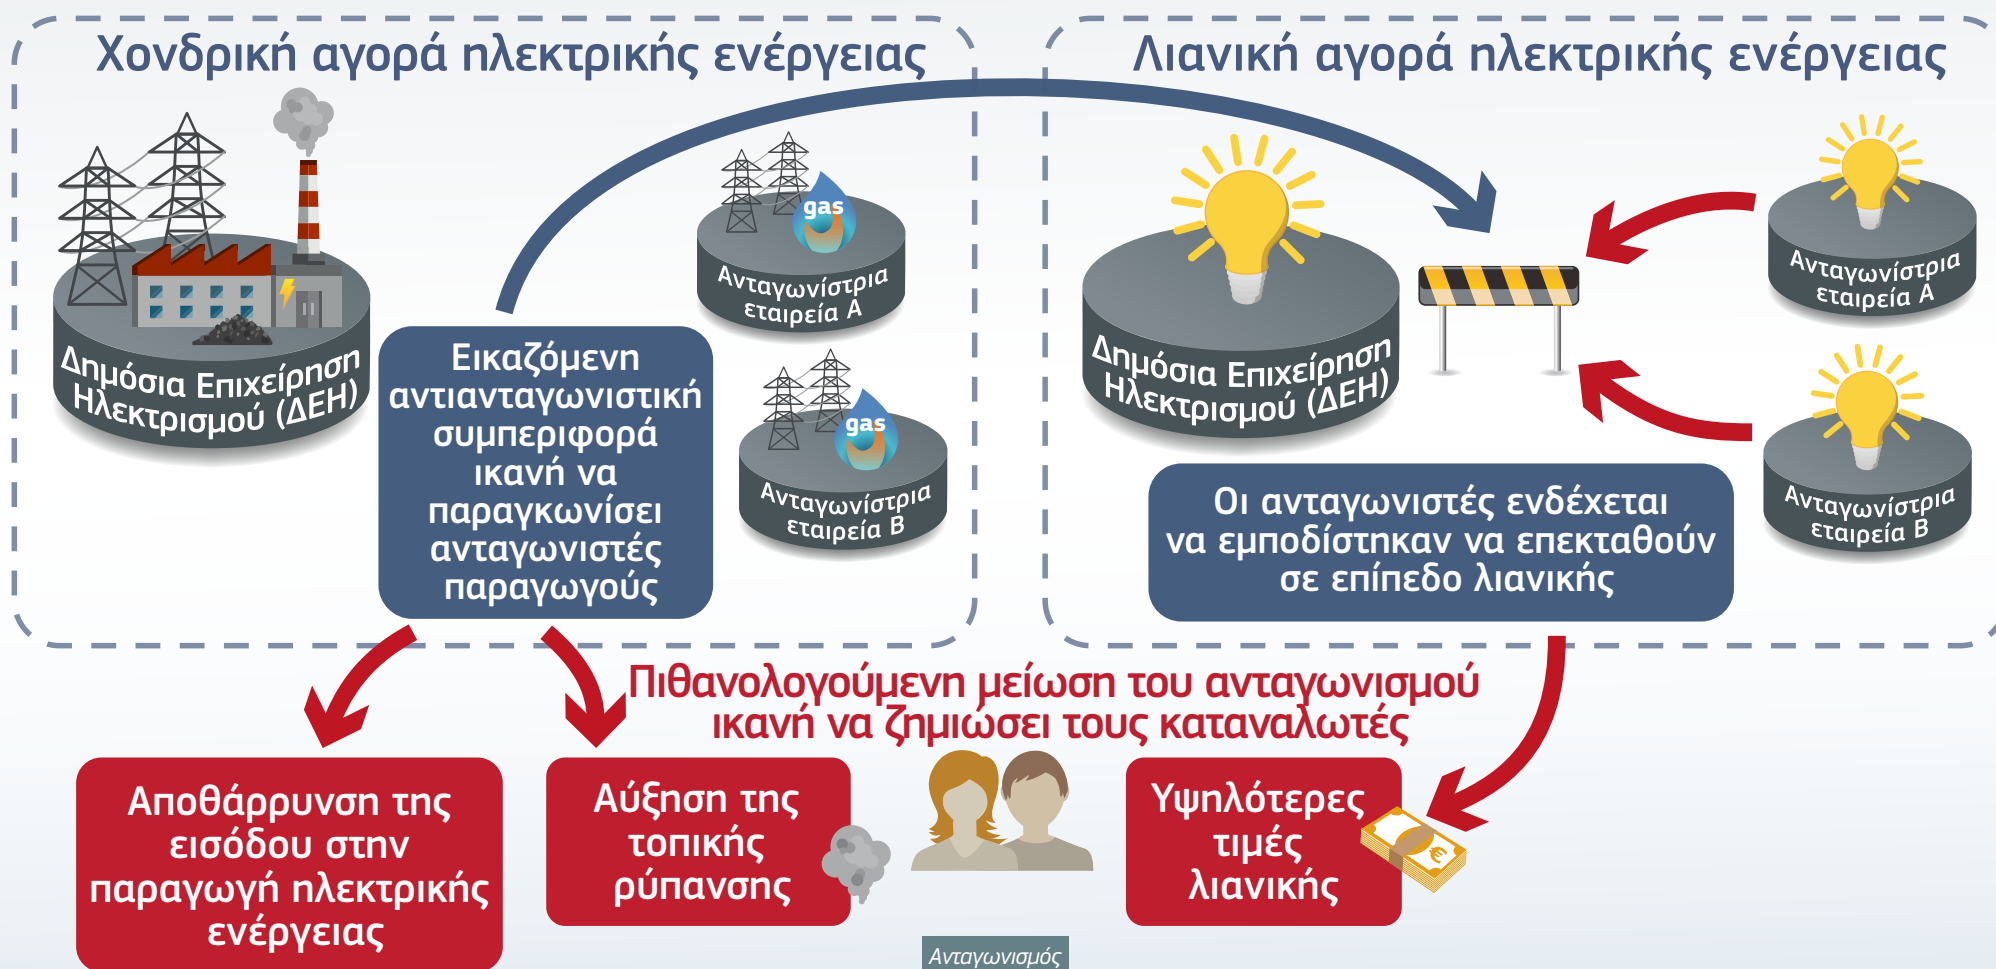 Χονδρική αγορά ηλεκτρικής ενέργειας
gas
Ανταγωνίστρια
εταιρεία Α
Δημόσια Επιχείρηση
Ηλεκτρισμού (ΔΕΗ)
Εικαζόμενη
αντιανταγωνιστική
συμπεριφορά
ικανή να
παραγκωνίσει
ανταγωνιστές
παραγωγούς
gas
Ανταγωνίστρια
εταιρεία Β
Λιανική αγορά ηλεκτρικής ενέργειας
Δημόσια Επιχείρηση
Ηλεκτρισμού (ΔΕΗ)
Ανταγωνίστρια
εταιρεία Α
Ανταγωνίστρια
εταιρεία Β
Οι ανταγωνιστές ενδέχεται
να εμποδίστηκαν να επεκταθούν
σε επίπεδο λιανικής
Πιθανολογούμενη μείωση του ανταγωνισμού
ικανή να ζημιώσει τους καταναλωτές
Αποθάρρυνση της
εισόδου στην
παραγωγή ηλεκτρικής
ενέργειας
Αύξηση της
τοπικής
ρύπανσης
Υψηλότερες
τιμές
λιανικής
€
Ανταγωνισμός